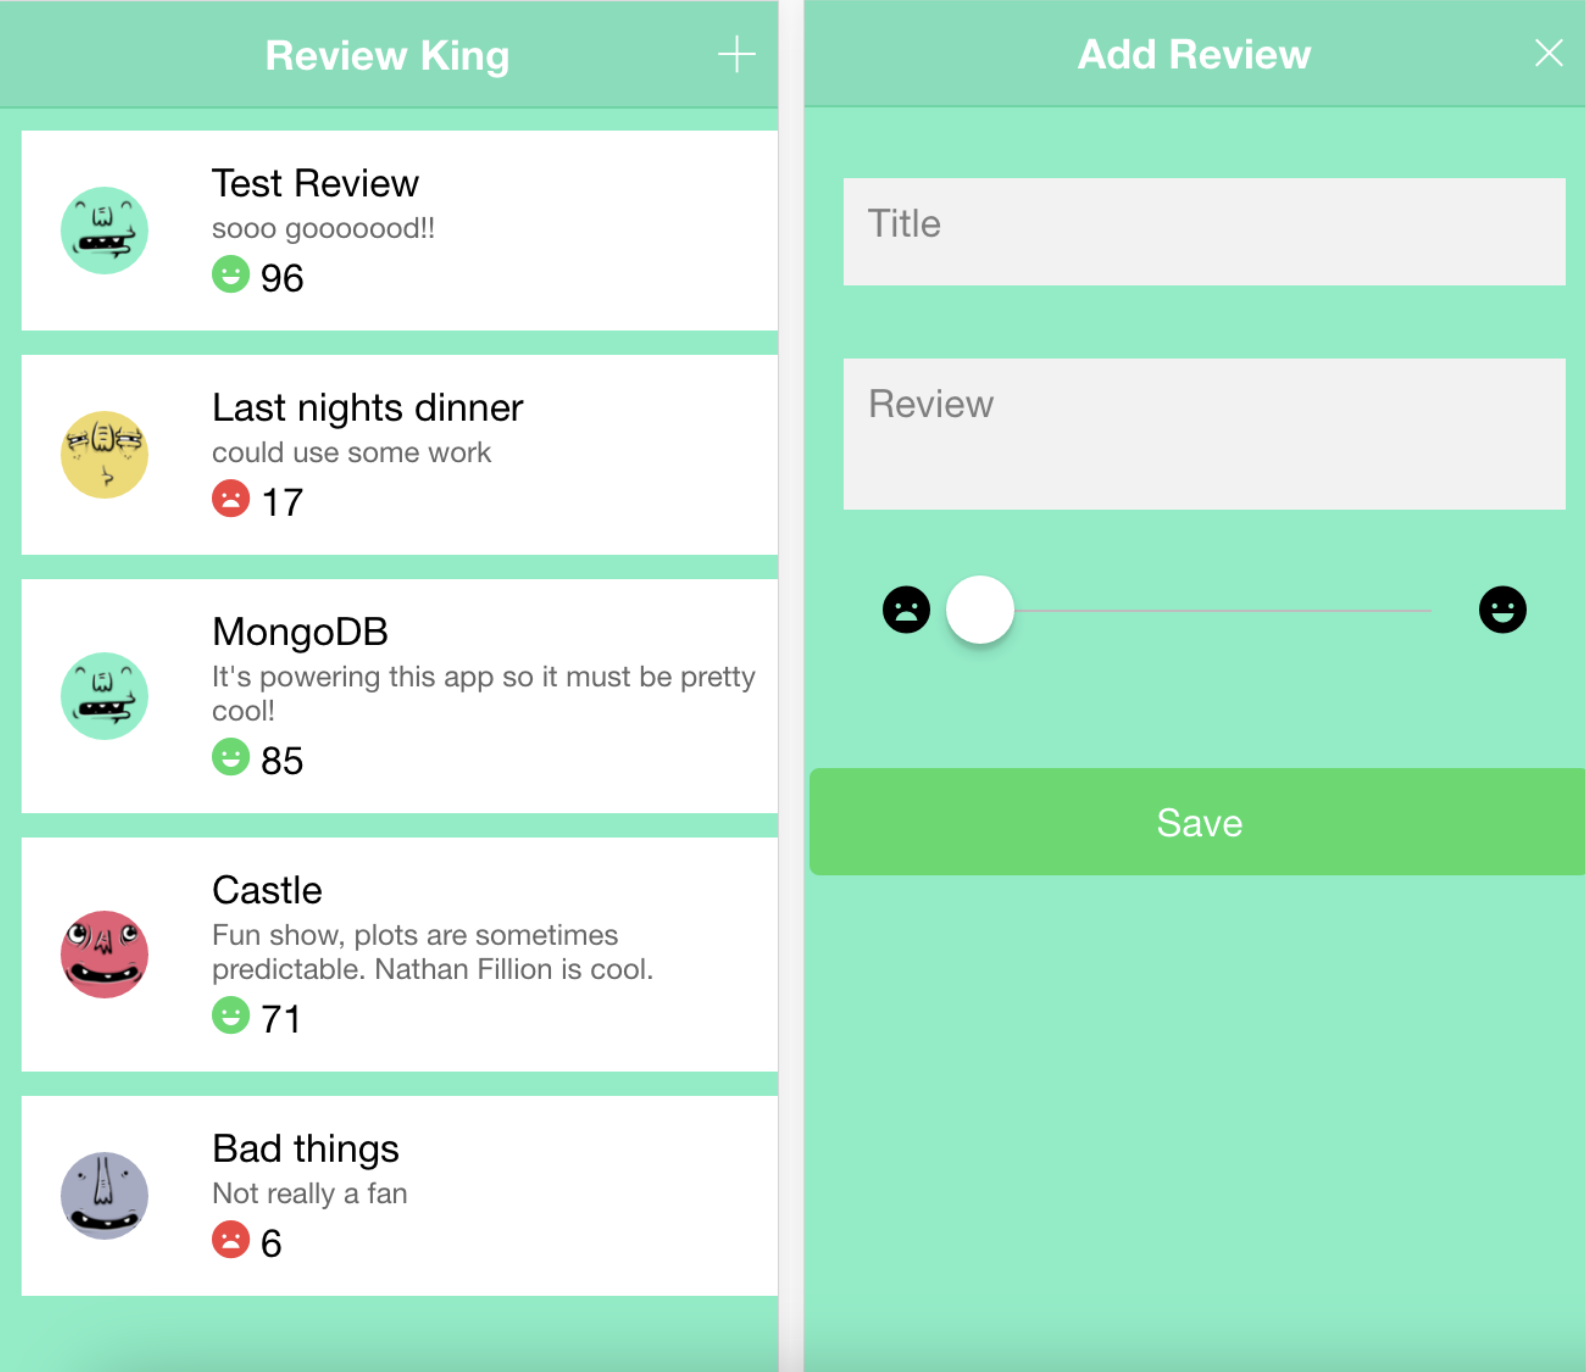 Review King
Test Review
sooo Goooooood!!
96
Last nights dinner
could use some work
17
MongoDB
It's powering this app so it must be pretty
cool!
85
Castle
Fun show, plots are sometimes
predictable. Nathan Fillion is cool.
71
Bad things
Not really a fan
6
Add Review
Title
Review
Save